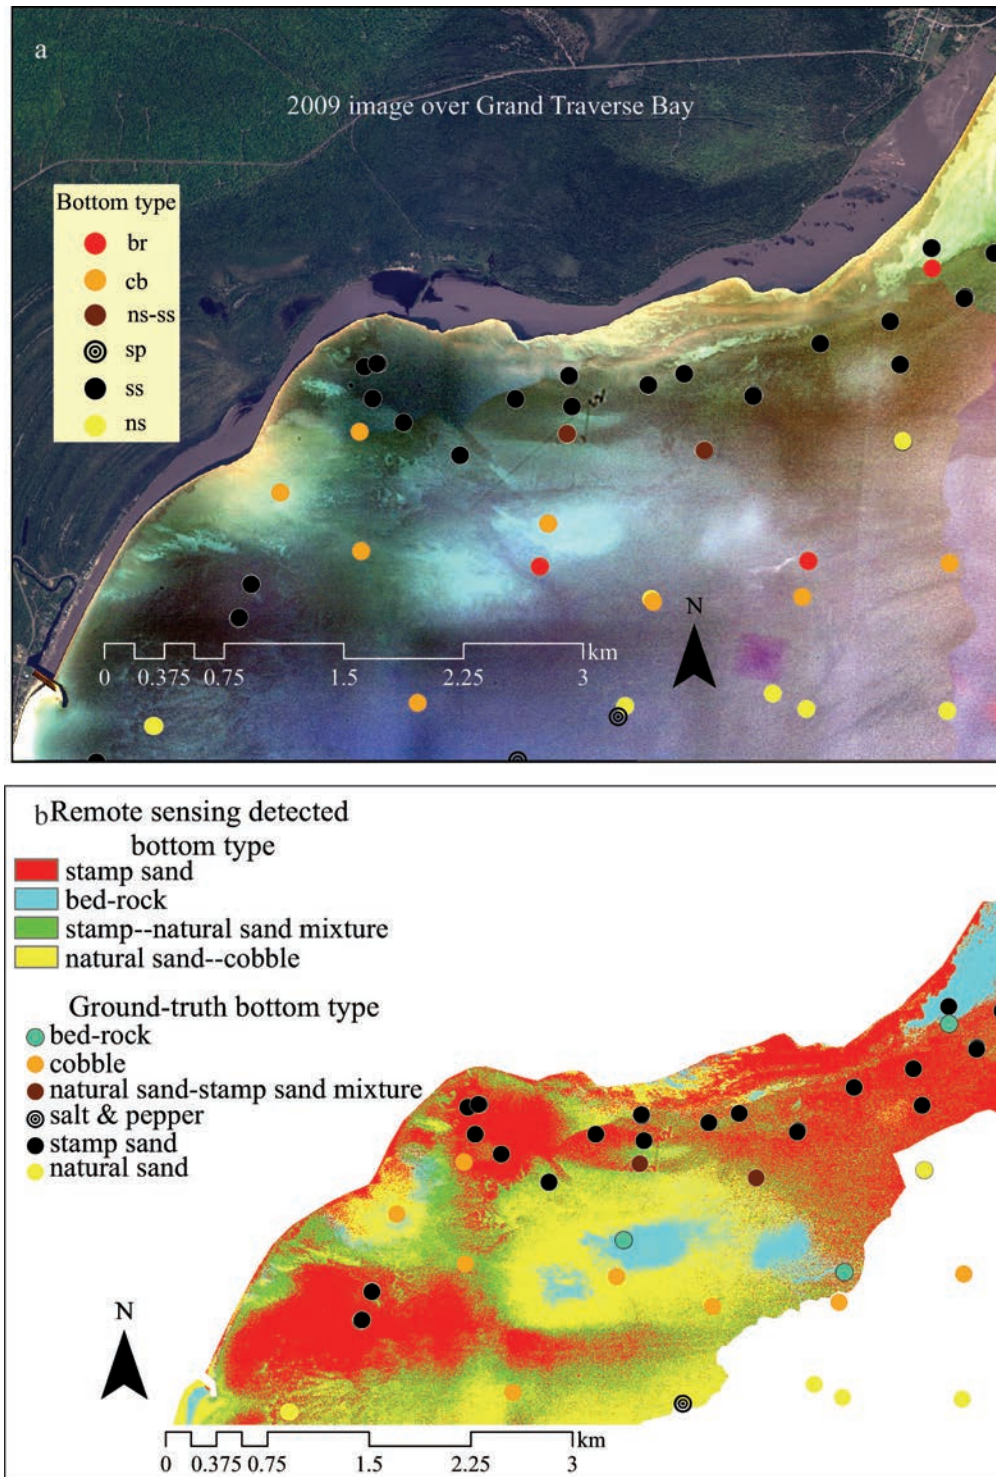 a
2009 image over Grand Traverse Bay
Bottom type
br
cb
ns-ss
sp
ss
ns
N
km
0 0.375 0.75 1.5 2.25 3
b Remote sensing detected
bottom type
stamp sand
bed-rock
stamp--natural sand mixture
natural sand--cobble
Ground-truth bottom type
bed-rock
cobble
natural sand-stamp sand mixture
salt & pepper
stamp sand
natural sand
N
km
0 0.375 0.75 1.5 2.25 3